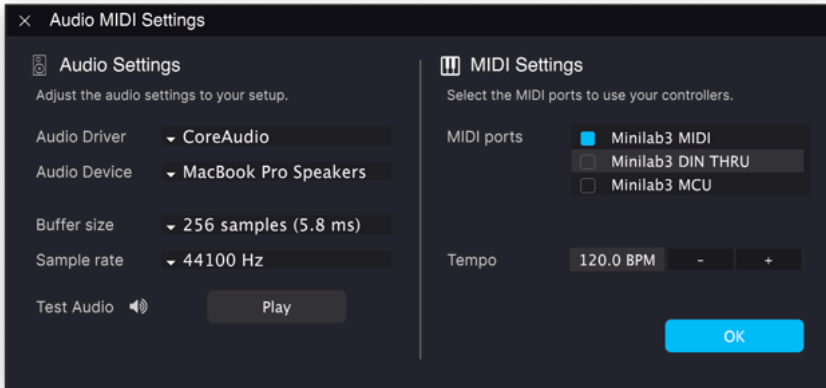 Audio MIDI Settings
Audio Settings
Adjust the audio settings to your setup.
Audio Driver CoreAudio
Audio Device MacBook Pro Speakers
Buffer size 256 samples (5.8 ms)
Sample rate 44100 Hz
Test Audio Play
MIDI Settings
Select the MIDI ports to use your controllers.
MIDI ports Minilab3 MIDI
Minilab3 DIN THRU
Minilab3 MCU
Tempo 120.0 BPM - +
OK